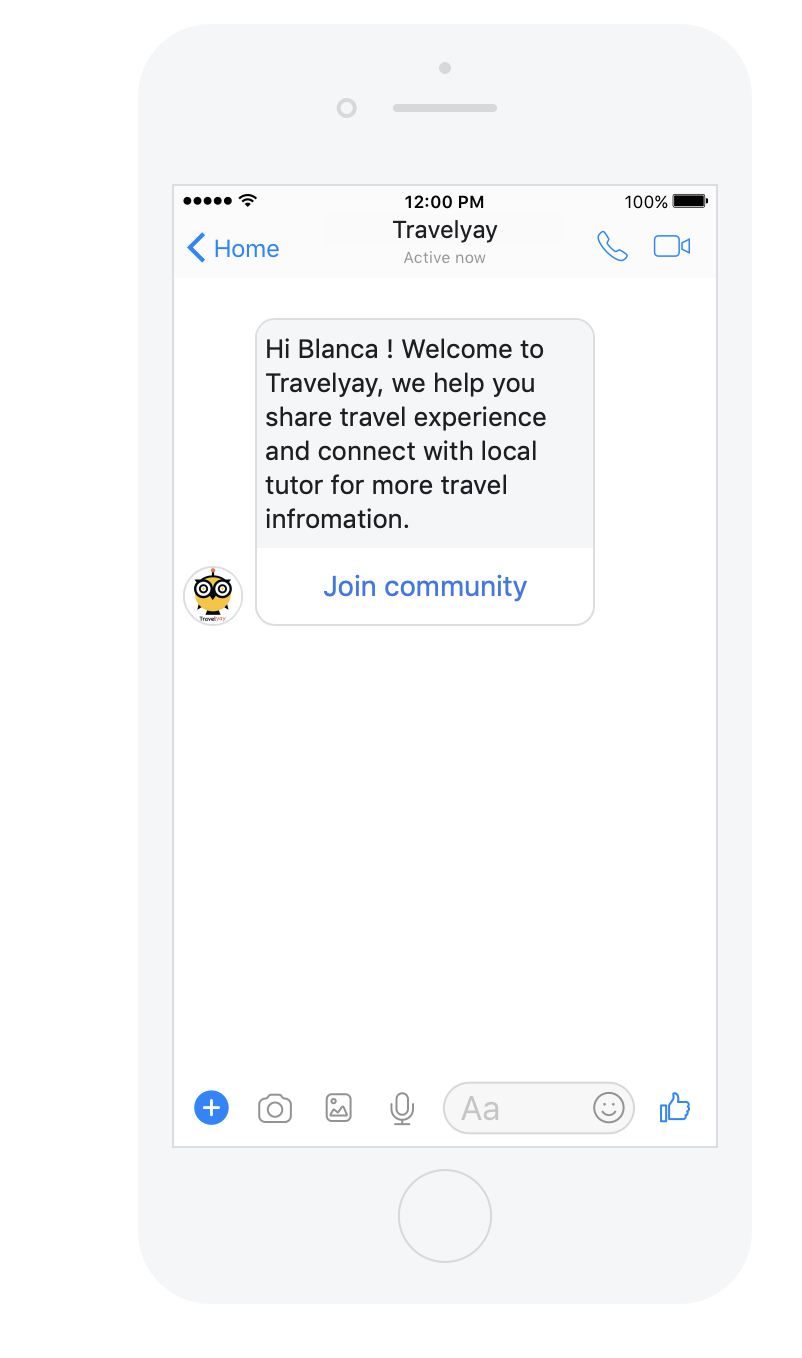 12:00 PM
100%
Home
Travelyay
Active now
Hi Blanca ! Welcome to
Travelyay, we help you
share travel experience
and connect with local
tutor for more travel
infromation.
Join community
Travelyay
Aa